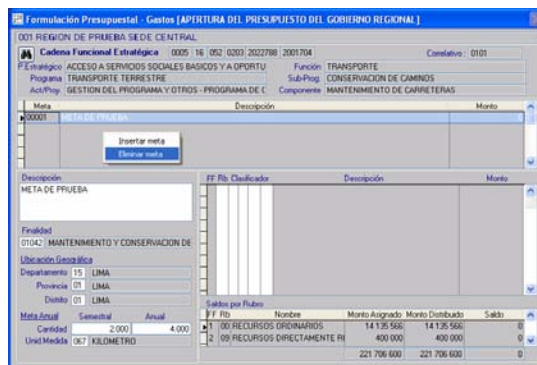 Formulación Presupuestal - Gastos [APERTURA DEL PRESUPUESTO DEL GOBIERNO REGIONAL]
001 REGION DE PRUEBA SEDE CENTRAL
Cadena Funcional Estratégica 0005 16 052 0203 2022788 2001704 Correlativo : 0101
P.Estratégico ACCESO A SERVICIOS SOCIALES BASICOS Y A OPORTU Función TRANSPORTE
Programa TRANSPORTE TERRESTRE Sub-Prog. CONSERVACION DE CAMINOS
Act/Proy. GESTION DEL PROGRAMA Y OTROS - PROGRAMA DE C Componente MANTENIMIENTO DE CARRETERAS
Meta Descripción Monto
00001 META DE PRUEBA 0
Insertar meta
Eliminar meta
Descripción
META DE PRUEBA
FF Rb Clasificador Descripción Monto
Finalidad
01042 MANTENIMIENTO Y CONSERVACION DE
Ubicación Geográfica
Departamento 15 LIMA
Provincia 01 LIMA
Distrito 01 LIMA
Meta Anual Semestral Anual
Cantidad 2.000 4.000
Unid.Medida 067 KILOMETRO
Saldos por Rubro
FF Rb Nombre Monto Asignado Monto Distribuido Saldo
1 00 RECURSOS ORDINARIOS 14 135 566 14 135 566 0
2 09 RECURSOS DIRECTAMENTE RE 400 000 400 000 0
221 706 600 221 706 600 0